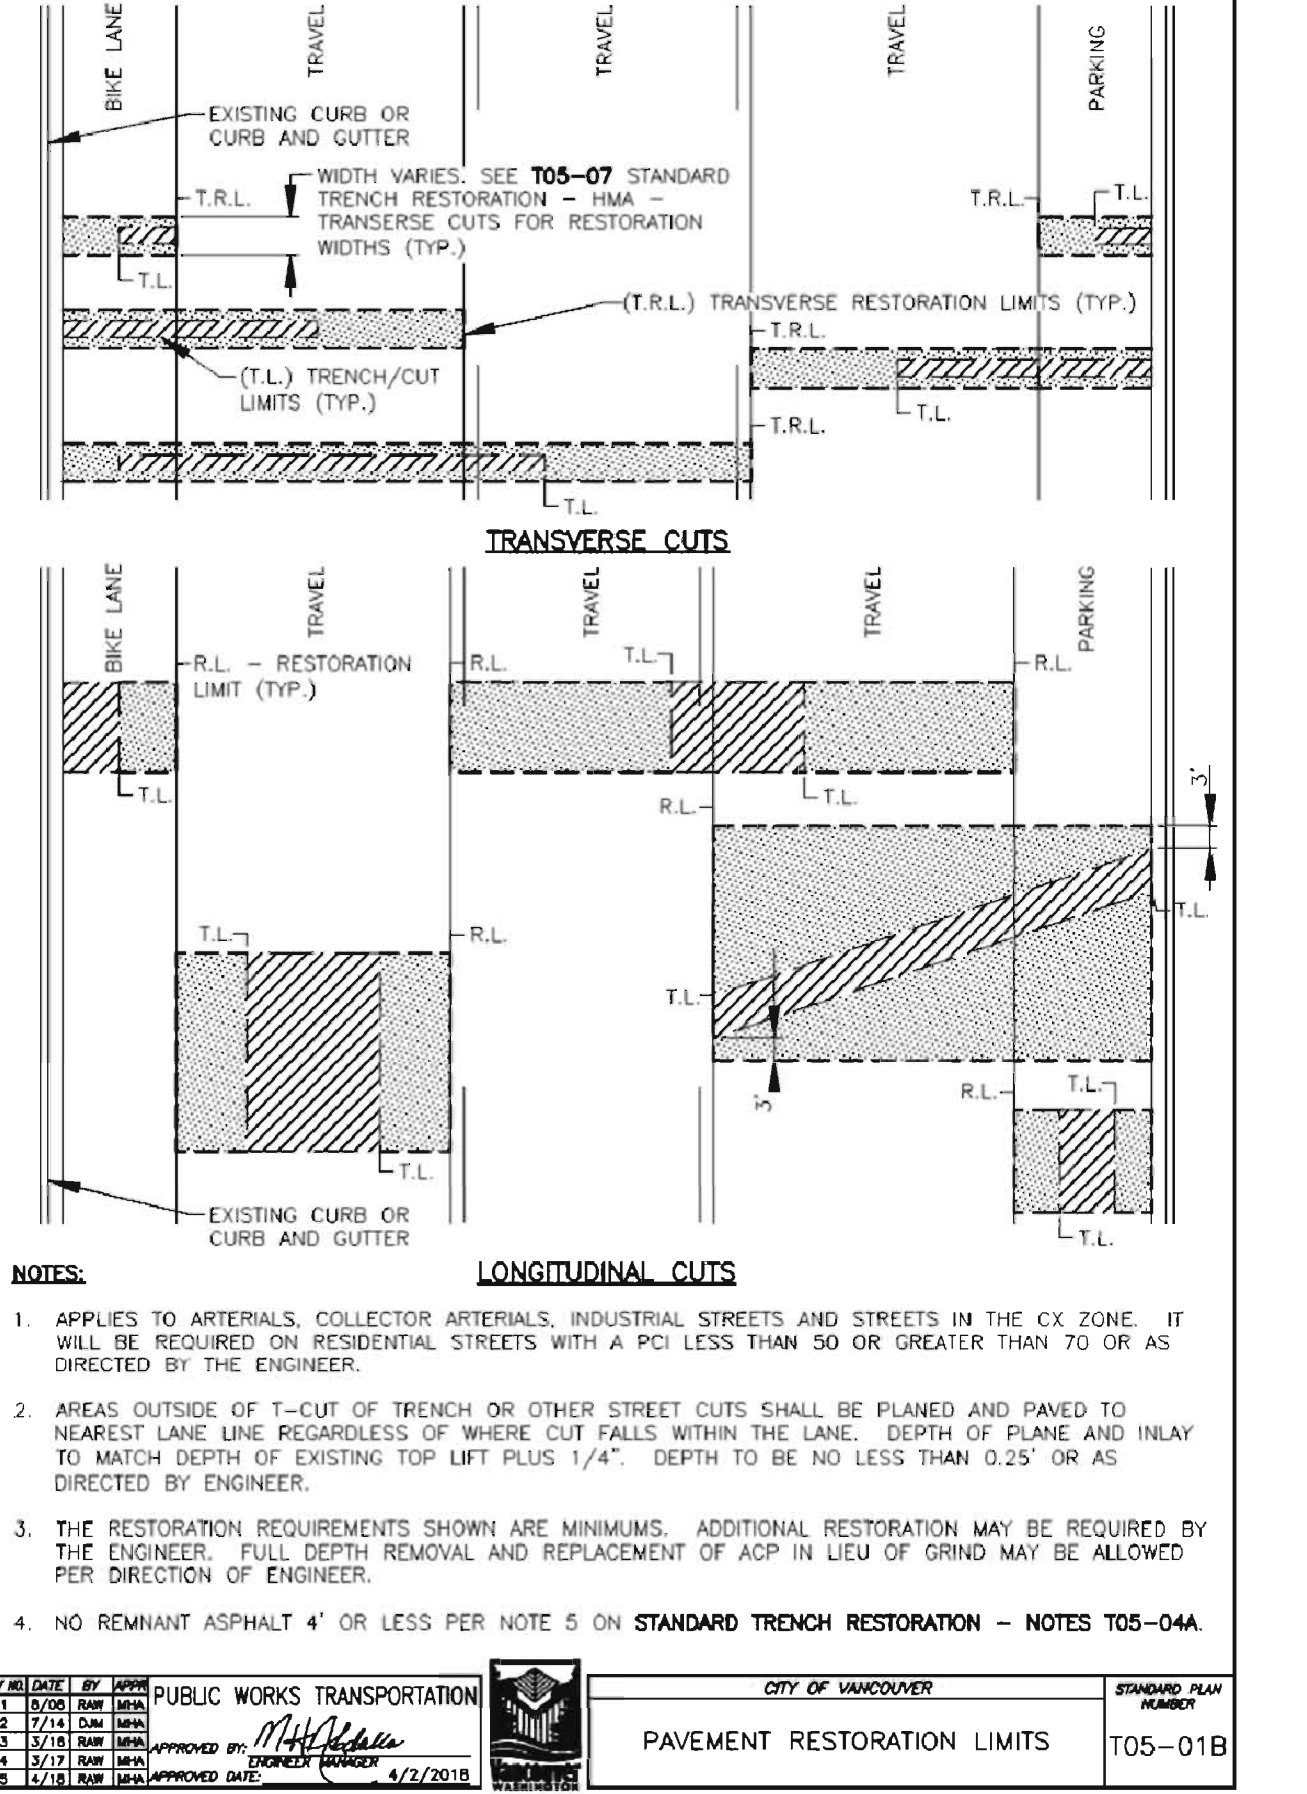 BIKE LANE
TRAVEL
TRAVEL
TRAVEL
PARKING
EXISTING CURB OR
CURB AND GUTTER
WIDTH VARIES. SEE T05-07 STANDARD
TRENCH RESTORATION - HMA -
TRANSERSE CUTS FOR RESTORATION
WIDTHS (TYP.)
T.R.L.
T.R.L.
T.L.
T.L.
(T.R.L.) TRANSVERSE RESTORATION LIMITS (TYP.)
T.R.L.
(T.L.) TRENCH/CUT
LIMITS (TYP.)
T.L.
T.R.L.
T.L.
TRANSVERSE CUTS
BIKE LANE
TRAVEL
TRAVEL
TRAVEL
PARKING
R.L. - RESTORATION
LIMIT (TYP.)
R.L.
T.L.
R.L.
T.L.
T.L.
R.L.
3'
T.L.
T.L.
R.L.
T.L.
3'
R.L.
T.L.
T.L.
T.L.
EXISTING CURB OR
CURB AND GUTTER
LONGITUDINAL CUTS
NOTES:
1. APPLIES TO ARTERIALS, COLLECTOR ARTERIALS, INDUSTRIAL STREETS AND STREETS IN THE CX ZONE. IT
WILL BE REQUIRED ON RESIDENTIAL STREETS WITH A PCI LESS THAN 50 OR GREATER THAN 70 OR AS
DIRECTED BY THE ENGINEER.
2. AREAS OUTSIDE OF T-CUT OF TRENCH OR OTHER STREET CUTS SHALL BE PLANED AND PAVED TO
NEAREST LANE LINE REGARDLESS OF WHERE CUT FALLS WITHIN THE LANE. DEPTH OF PLANE AND INLAY
TO MATCH DEPTH OF EXISTING TOP LIFT PLUS 1/4". DEPTH TO BE NO LESS THAN 0.25' OR AS
DIRECTED BY ENGINEER.
3. THE RESTORATION REQUIREMENTS SHOWN ARE MINIMUMS. ADDITIONAL RESTORATION MAY BE REQUIRED BY
THE ENGINEER. FULL DEPTH REMOVAL AND REPLACEMENT OF ACP IN LIEU OF GRIND MAY BE ALLOWED
PER DIRECTION OF ENGINEER.
4. NO REMNANT ASPHALT 4' OR LESS PER NOTE 5 ON STANDARD TRENCH RESTORATION - NOTES T05-04A.
NO. DATE BY APPR
1 8/06 RAW MHA
2 7/14 DJM MHA
3 3/16 RAW MHA
4 3/17 RAW MHA
5 4/18 RAW MHA
PUBLIC WORKS TRANSPORTATION
APPROVED BY:
ENGINEER MANAGER
APPROVED DATE: 4/2/2018
Vancouver
WASHINGTON
CITY OF VANCOUVER
PAVEMENT RESTORATION LIMITS
STANDARD PLAN
NUMBER
T05-01B